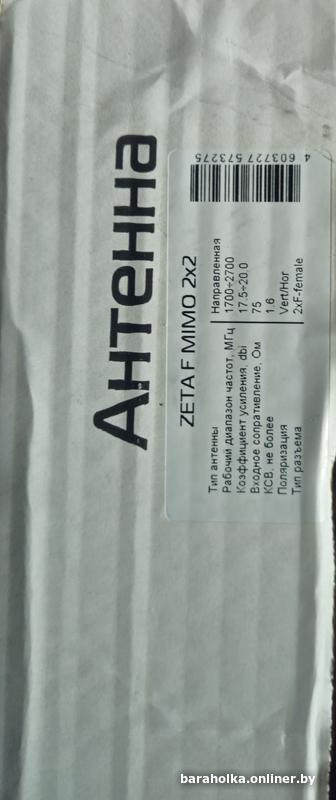 Антенна
ZETA F MIMO 2x2
Тип антенны Направленная
Рабочий диапазон частот, МГц 1700÷2700
Коэффициент усиления, dbi 17.5÷20.0
Входное сопративление, Ом 75
КСВ, не более 1.6
Поляризация Vert/Hor
Тип разъема 2xF-female
4 603727 573275
baraholka.onliner.by